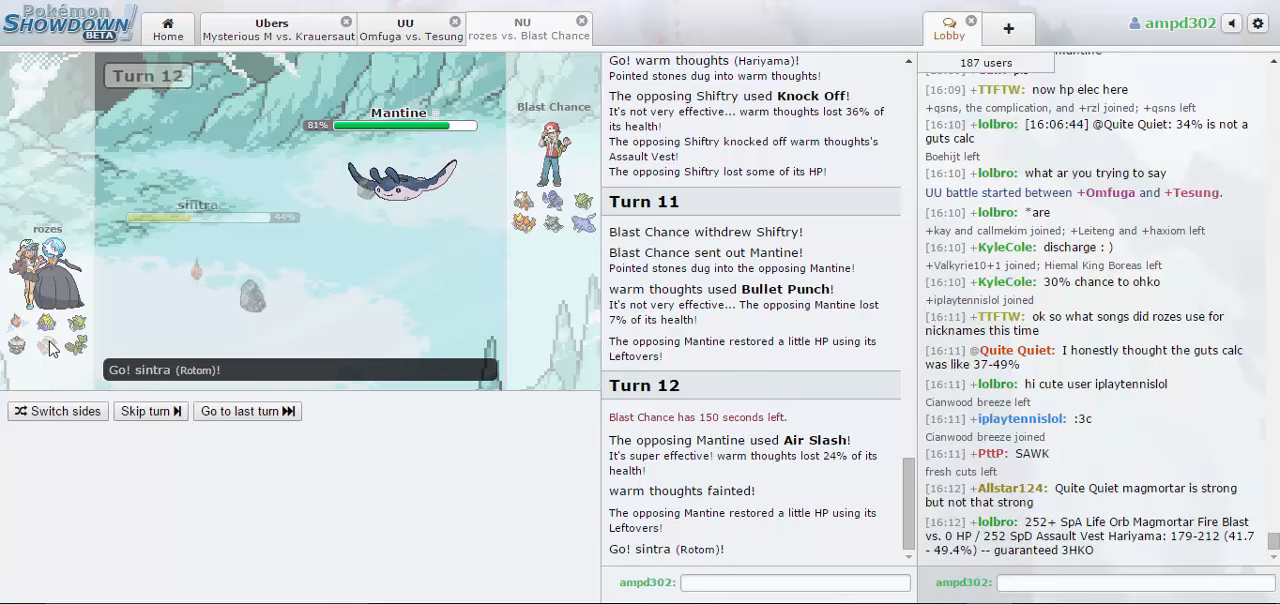 Pokémon
SHOWDOWN!
BETA
Home
Ubers
Mysterious M vs. Krauersaut
UU
Omfuga vs. Tesung
NU
rozes vs. Blast Chance
Lobby
+
ampd302
Turn 12
rozes
Blast Chance
Mantine
81%
sintra
44%
Go! sintra (Rotom)!
Switch sides
Skip turn
Go to last turn
Go! warm thoughts (Hariyama)!
Pointed stones dug into warm thoughts!
The opposing Shiftry used Knock Off!
It's not very effective... warm thoughts lost 36% of
its health!
The opposing Shiftry knocked off warm thoughts's
Assault Vest!
The opposing Shiftry lost some of its HP!
Turn 11
Blast Chance withdrew Shiftry!
Blast Chance sent out Mantine!
Pointed stones dug into the opposing Mantine!
warm thoughts used Bullet Punch!
It's not very effective... The opposing Mantine lost
7% of its health!
The opposing Mantine restored a little HP using its
Leftovers!
Turn 12
Blast Chance has 150 seconds left.
The opposing Mantine used Air Slash!
It's super effective! warm thoughts lost 24% of its
health!
warm thoughts fainted!
The opposing Mantine restored a little HP using its
Leftovers!
Go! sintra (Rotom)!
ampd302:
187 users
[16:09] +TTFTW: now hp elec here
+qsns, the complication, and +rzl joined; +qsns left
[16:10] +lolbro: [16:06:44] @Quite Quiet: 34% is not a
guts calc
Boehijt left
[16:10] +lolbro: what ar you trying to say
UU battle started between +Omfuga and +Tesung.
[16:10] +lolbro: *are
+kay and callmekim joined; +Leiteng and +haxiom left
[16:10] +KyleCole: discharge : )
+Valkyrie10+1 joined; Hiemal King Boreas left
[16:10] +KyleCole: 30% chance to ohko
+iplaytennislol joined
[16:11] +TTFTW: ok so what songs did rozes use for
nicknames this time
[16:11] @Quite Quiet: I honestly thought the guts calc
was like 37-49%
[16:11] +lolbro: hi cute user iplaytennislol
Cianwood breeze left
[16:11] +iplaytennislol: :3c
Cianwood breeze joined
[16:11] +PttP: SAWK
fresh cuts left
[16:12] +Allstar124: Quite Quiet magmortar is strong
but not that strong
[16:12] +lolbro: 252+ SpA Life Orb Magmortar Fire Blast
vs. 0 HP / 252 SpD Assault Vest Hariyama: 179-212 (41.7
- 49.4%) -- guaranteed 3HKO
ampd302: